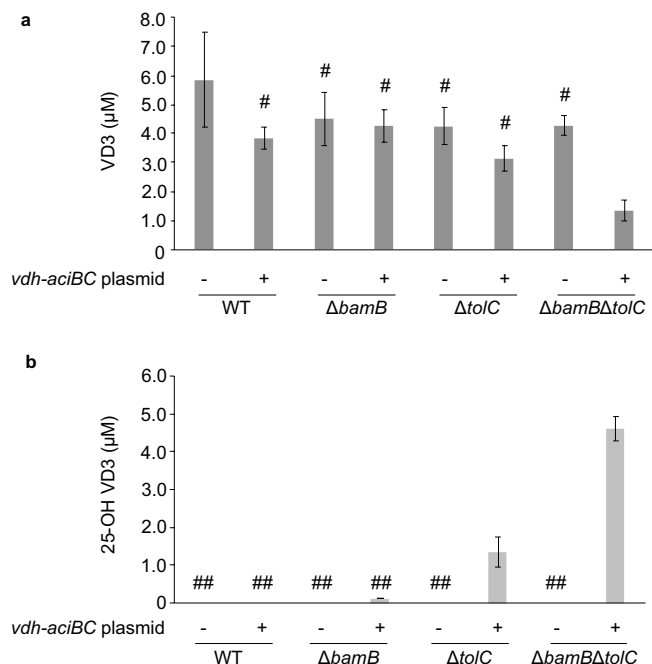 a
8.0
7.0
6.0
5.0
4.0
3.0
2.0
1.0
0
VD3 (µM)
# # # # # #
vdh-aciBC plasmid - + - + - + - +
WT ΔbamB ΔtolC ΔbamBΔtolC
b
6.0
5.0
4.0
3.0
2.0
1.0
0
25-OH VD3 (µM)
## ## ## ## ## ##
vdh-aciBC plasmid - + - + - + - +
WT ΔbamB ΔtolC ΔbamBΔtolC